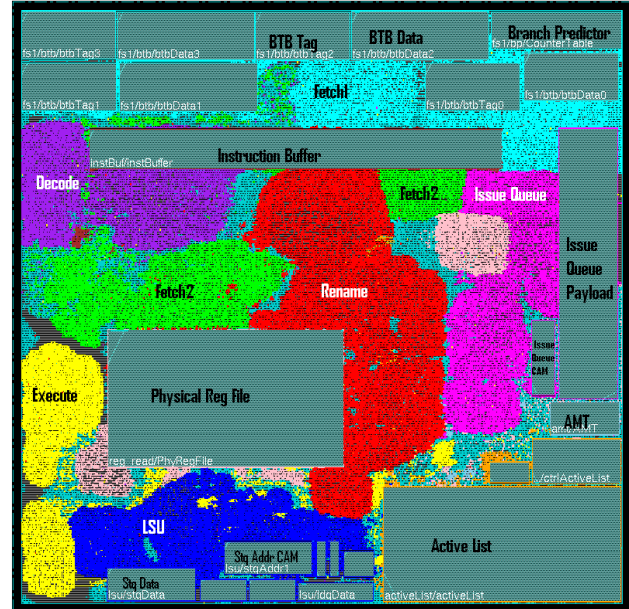 BTB Tag
BTB Data
Branch Predictor
fs1/bp/CounterTable
fs1/btb/btbTag3
fs1/btb/btbData3
fs1/btb/btbTag2
fs1/btb/btbData2
Fetch1
fs1/btb/btbTag1
fs1/btb/btbData1
fs1/btb/btbTag0
fs1/btb/btbData0
Instruction Buffer
instBuf/instBuffer
Decode
Fetch2
Issue Queue
Issue
Queue
Payload
Fetch2
Rename
Issue
Queue
CAM
Execute
Physical Reg File
AMT
reg_read/PhyRegFile
../ctrlActiveList
LSU
Stq Addr CAM
Active List
lsu/stqAddr1
Stq Data
lsu/stqData
lsu/ldqData
activeList/activeList